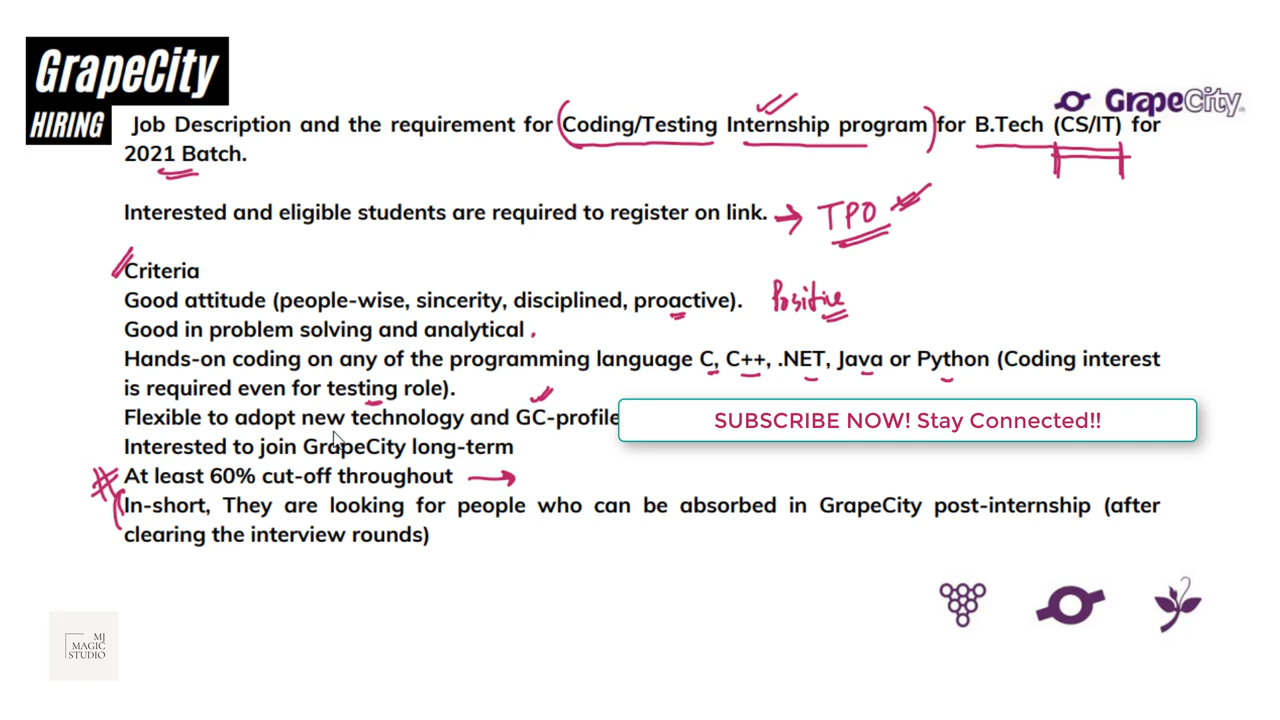 GrapeCity
HIRING
GrapeCity
Job Description and the requirement for Coding/Testing Internship program for B.Tech (CS/IT) for
2021 Batch.
Interested and eligible students are required to register on link. → TPO
Criteria
Good attitude (people-wise, sincerity, disciplined, proactive). Positive
Good in problem solving and analytical
Hands-on coding on any of the programming language C, C++, .NET, Java or Python (Coding interest
is required even for testing role).
Flexible to adopt new technology and GC-profile
SUBSCRIBE NOW! Stay Connected!!
Interested to join GrapeCity long-term
At least 60% cut-off throughout
In-short, They are looking for people who can be absorbed in GrapeCity post-internship (after
clearing the interview rounds)
MJ
MAGIC
STUDIO